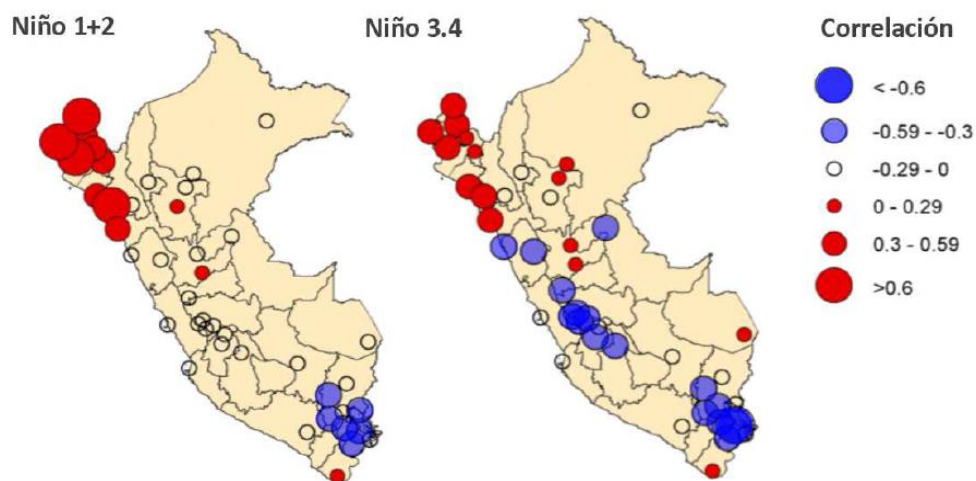 Niño 1+2
Niño 3.4
Correlación
< -0.6
-0.59 - -0.3
-0.29 - 0
0 - 0.29
0.3 - 0.59
>0.6